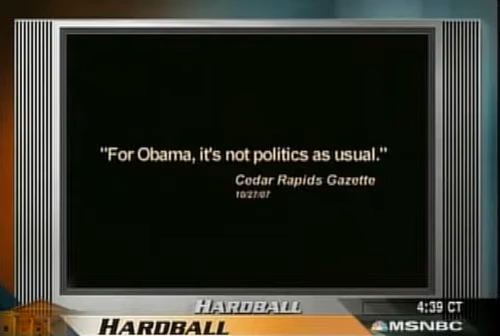 "For Obama, it's not politics as usual."
Cedar Rapids Gazette
10/27/07
HARDBALL
4:39 CT
HARDBALL
MSNBC